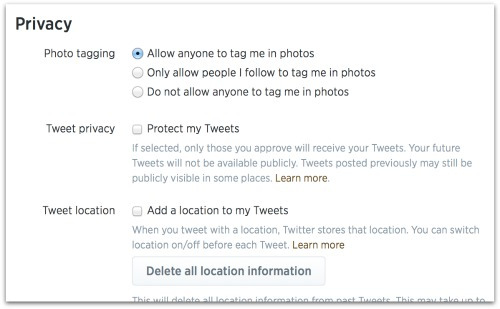 Privacy
Photo tagging
Allow anyone to tag me in photos
Only allow people I follow to tag me in photos
Do not allow anyone to tag me in photos
Tweet privacy
Protect my Tweets
If selected, only those you approve will receive your Tweets. Your future
Tweets will not be available publicly. Tweets posted previously may still be
publicly visible in some places. Learn more.
Tweet location
Add a location to my Tweets
When you tweet with a location, Twitter stores that location. You can switch
location on/off before each Tweet. Learn more
Delete all location information
This will delete all location information from past Tweets. This may take up to